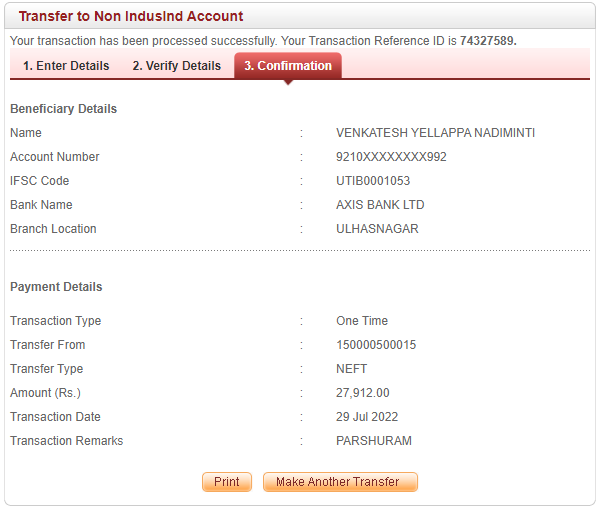 Transfer to Non IndusInd Account
Your transaction has been processed successfully. Your Transaction Reference ID is 74327589.
1. Enter Details 2. Verify Details 3. Confirmation
Beneficiary Details
Name : VENKATESH YELLAPPA NADIMINTI
Account Number : 9210XXXXXXXX992
IFSC Code : UTIB0001053
Bank Name : AXIS BANK LTD
Branch Location : ULHASNAGAR
Payment Details
Transaction Type : One Time
Transfer From : 150000500015
Transfer Type : NEFT
Amount (Rs.) : 27,912.00
Transaction Date : 29 Jul 2022
Transaction Remarks : PARSHURAM
Print Make Another Transfer